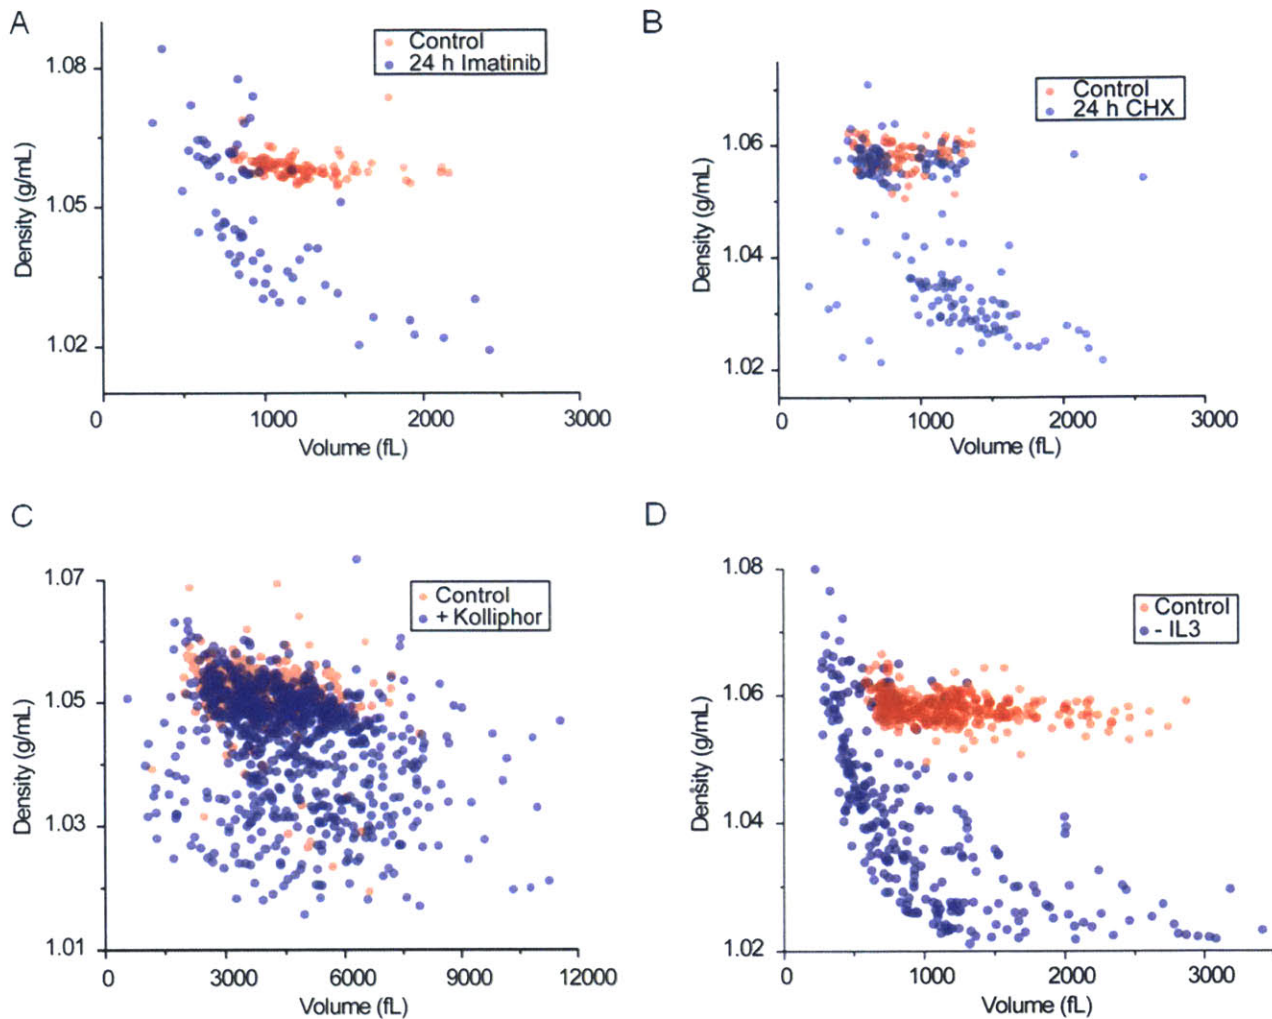 A
Control
24 h Imatinib
1.08
1.05
1.02
Density (g/mL)
0
1000
2000
3000
Volume (fL)
B
Control
24 h CHX
1.06
1.04
1.02
Density (g/mL)
0
1000
2000
3000
Volume (fL)
C
Control
+ Kolliphor
1.07
1.05
1.03
1.01
Density (g/mL)
0
3000
6000
9000
12000
Volume (fL)
D
Control
- IL3
1.08
1.06
1.04
1.02
Density (g/mL)
0
1000
2000
3000
Volume (fL)